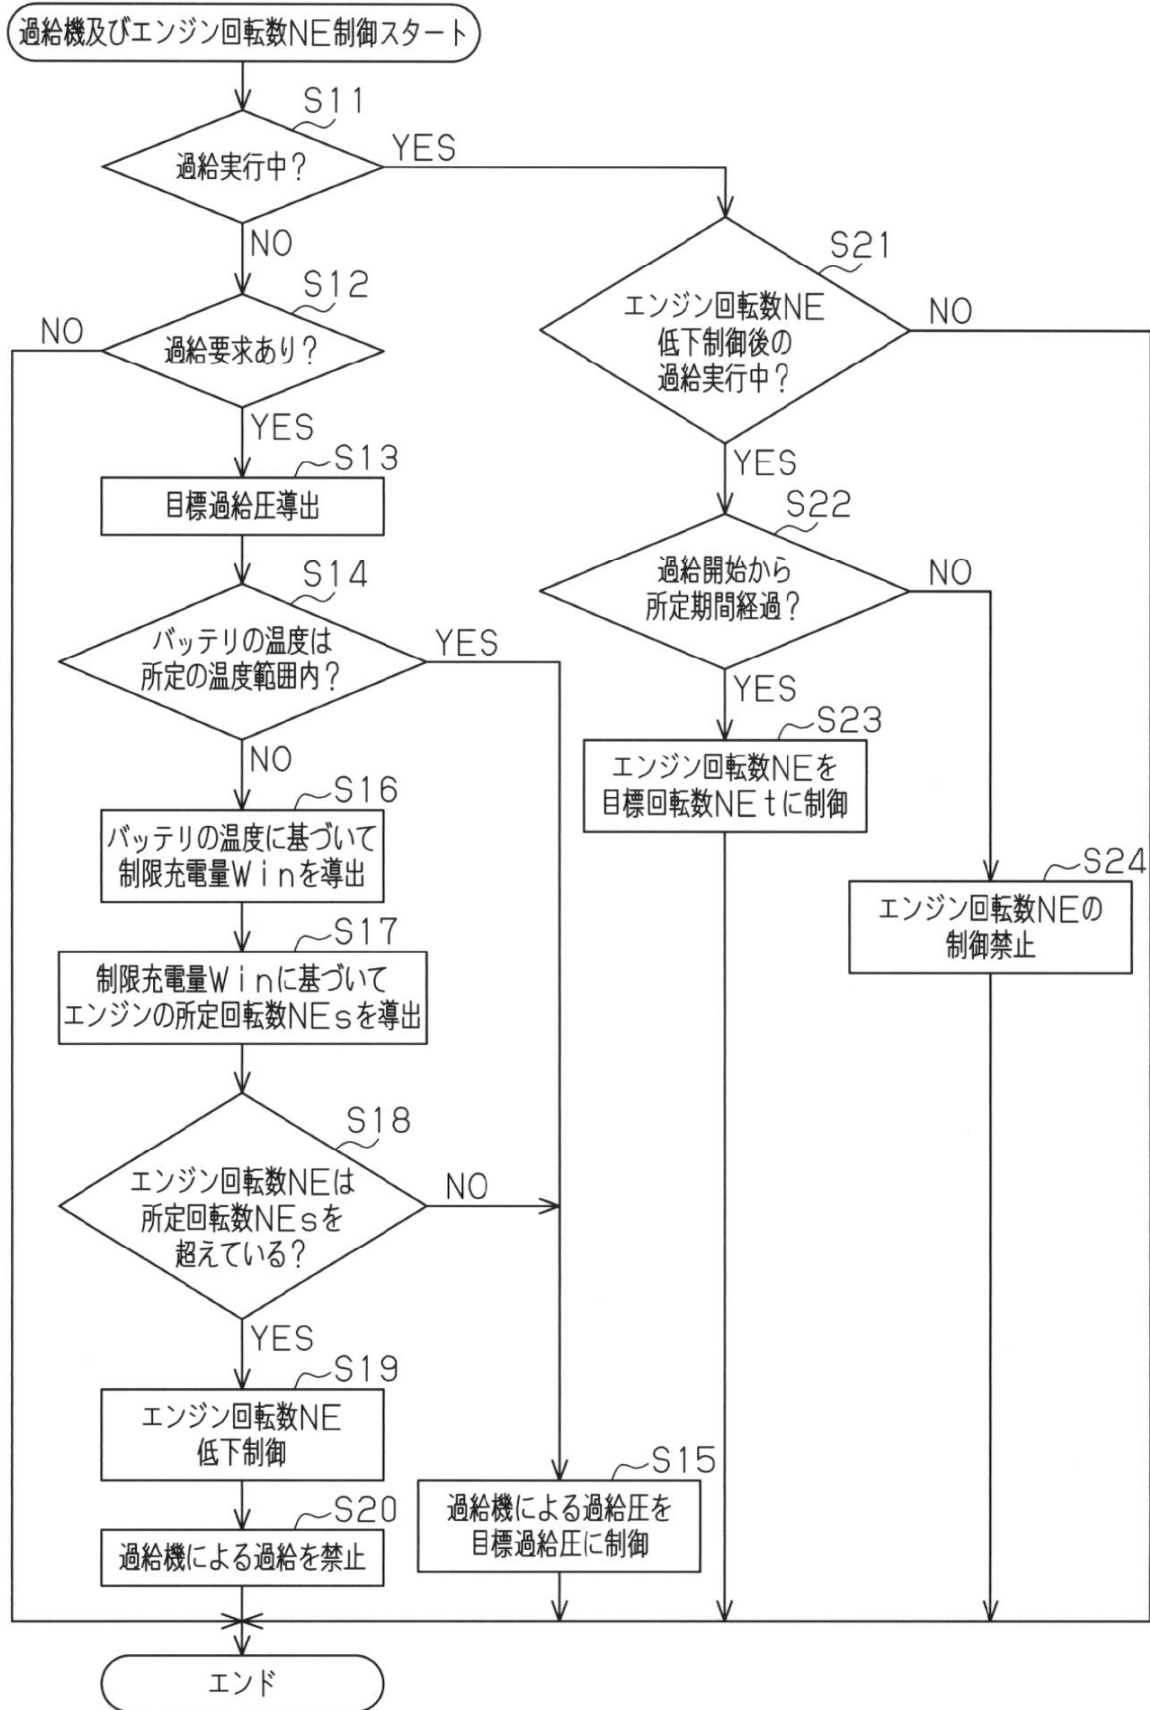 過給機及びエンジン回転数NE制御スタート
S11
過給実行中？
YES
NO
S12
過給要求あり？
NO
YES
S13
目標過給圧導出
S14
バッテリの温度は
所定の温度範囲内？
YES
NO
S16
バッテリの温度に基づいて
制限充電量Winを導出
S17
制限充電量Winに基づいて
エンジンの所定回転数NEsを導出
S18
エンジン回転数NEは
所定回転数NEsを
超えている？
NO
YES
S19
エンジン回転数NE
低下制御
S20
過給機による過給を禁止
S15
過給機による過給圧を
目標過給圧に制御
S21
エンジン回転数NE
低下制御後の
過給実行中？
NO
YES
S22
過給開始から
所定期間経過？
NO
YES
S23
エンジン回転数NEを
目標回転数NEtに制御
S24
エンジン回転数NEの
制御禁止
エンド